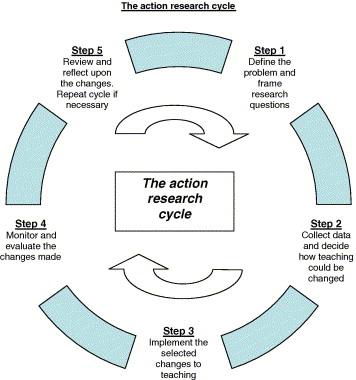 The action research cycle
Step 5
Review and
reflect upon
the changes.
Repeat cycle if
necessary
Step 1
Define the
problem and
frame
research
questions
The action
research
cycle
Step 4
Monitor and
evaluate the
changes made
Step 2
Collect data
and decide
how teaching
could be
changed
Step 3
Implement the
selected
changes to
teaching